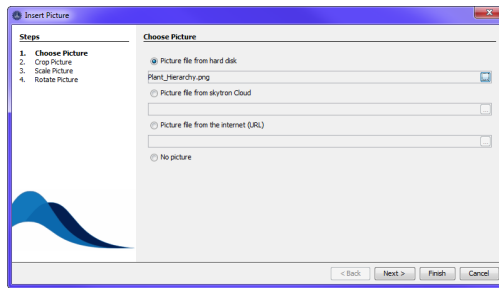 Insert Picture
Steps
1. Choose Picture
2. Crop Picture
3. Scale Picture
4. Rotate Picture
Choose Picture
Picture file from hard disk
Plant_Hierarchy.png
Picture file from skytron Cloud
...
Picture file from the internet (URL)
...
No picture
< Back
Next >
Finish
Cancel